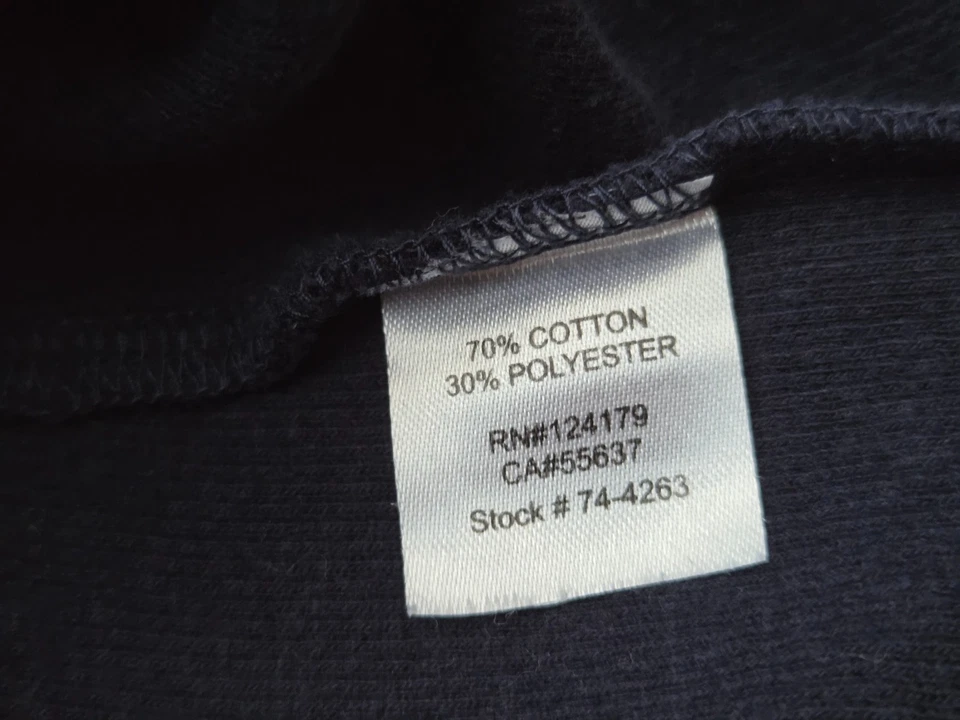 70% COTTON
30% POLYESTER
RN#124179
CA#55637
Stock # 74-4263